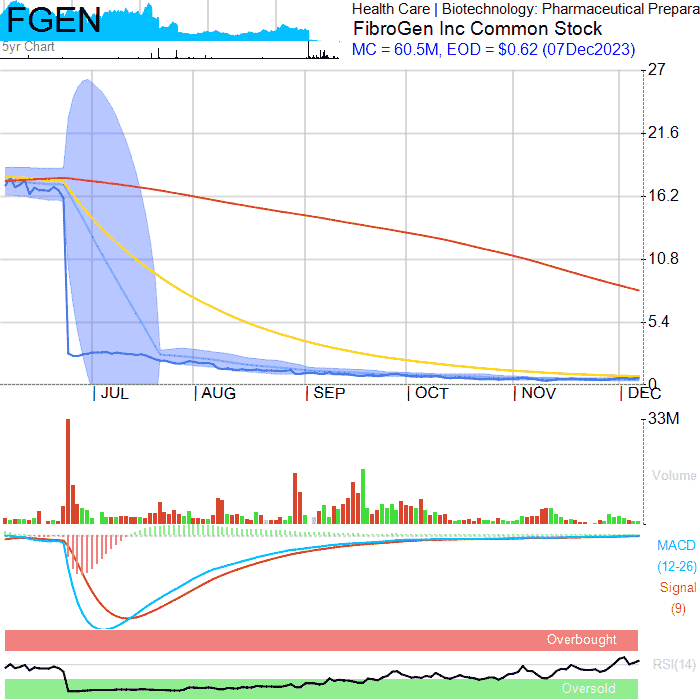 FGEN
Health Care | Biotechnology: Pharmaceutical Prepara
FibroGen Inc Common Stock
MC = 60.5M, EOD = $0.62 (07Dec2023)
5yr Chart
27
21.6
16.2
10.8
5.4
0
JUL AUG SEP OCT NOV DEC
33M
Volume
MACD
(12-26)
Signal
(9)
Overbought
RSI(14)
Oversold